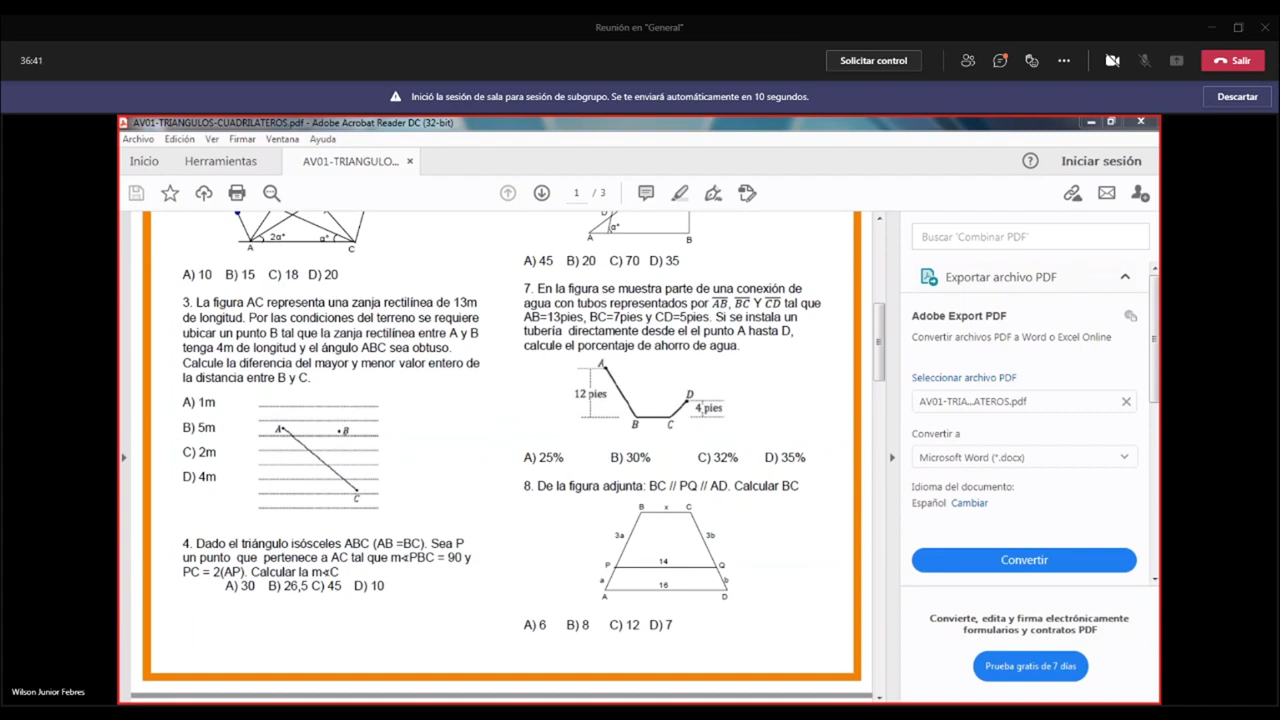 Reunión en "General"
36:41
Solicitar control
Salir
Inició la sesión de sala para sesión de subgrupo. Se te enviará automáticamente en 10 segundos.
Descartar
AV01-TRIANGULOS-CUADRILATEROS.pdf - Adobe Acrobat Reader DC (32-bit)
Archivo Edición Ver Firmar Ventana Ayuda
Inicio Herramientas AV01-TRIANGULO... × Iniciar sesión
1 / 3
2α° α°
A C
A) 10 B) 15 C) 18 D) 20
3. La figura AC representa una zanja rectilínea de 13m
de longitud. Por las condiciones del terreno se requiere
ubicar un punto B tal que la zanja rectilínea entre A y B
tenga 4m de longitud y el ángulo ABC sea obtuso.
Calcule la diferencia del mayor y menor valor entero de
la distancia entre B y C.
A) 1m
B) 5m
C) 2m
D) 4m
A B
C
4. Dado el triángulo isósceles ABC (AB =BC). Sea P
un punto que pertenece a AC tal que m∢PBC = 90 y
PC = 2(AP). Calcular la m∢C
A) 30 B) 26,5 C) 45 D) 10
α°
A B
A) 45 B) 20 C) 70 D) 35
7. En la figura se muestra parte de una conexión de
agua con tubos representados por AB, BC Y CD tal que
AB=13pies, BC=7pies y CD=5pies. Si se instala un
tubería directamente desde el el punto A hasta D,
calcule el porcentaje de ahorro de agua.
A
12 pies
D
4 pies
B C
A) 25% B) 30% C) 32% D) 35%
8. De la figura adjunta: BC // PQ // AD. Calcular BC
B x C
3a 3b
14
P Q
a b
16
A D
A) 6 B) 8 C) 12 D) 7
Buscar 'Combinar PDF'
Exportar archivo PDF
Adobe Export PDF
Convertir archivos PDF a Word o Excel Online
Seleccionar archivo PDF
AV01-TRIA...ATEROS.pdf
Convertir a
Microsoft Word (*.docx)
Idioma del documento:
Español Cambiar
Convertir
Convierte, edita y firma electrónicamente
formularios y contratos PDF
Prueba gratis de 7 días
Wilson Junior Febres